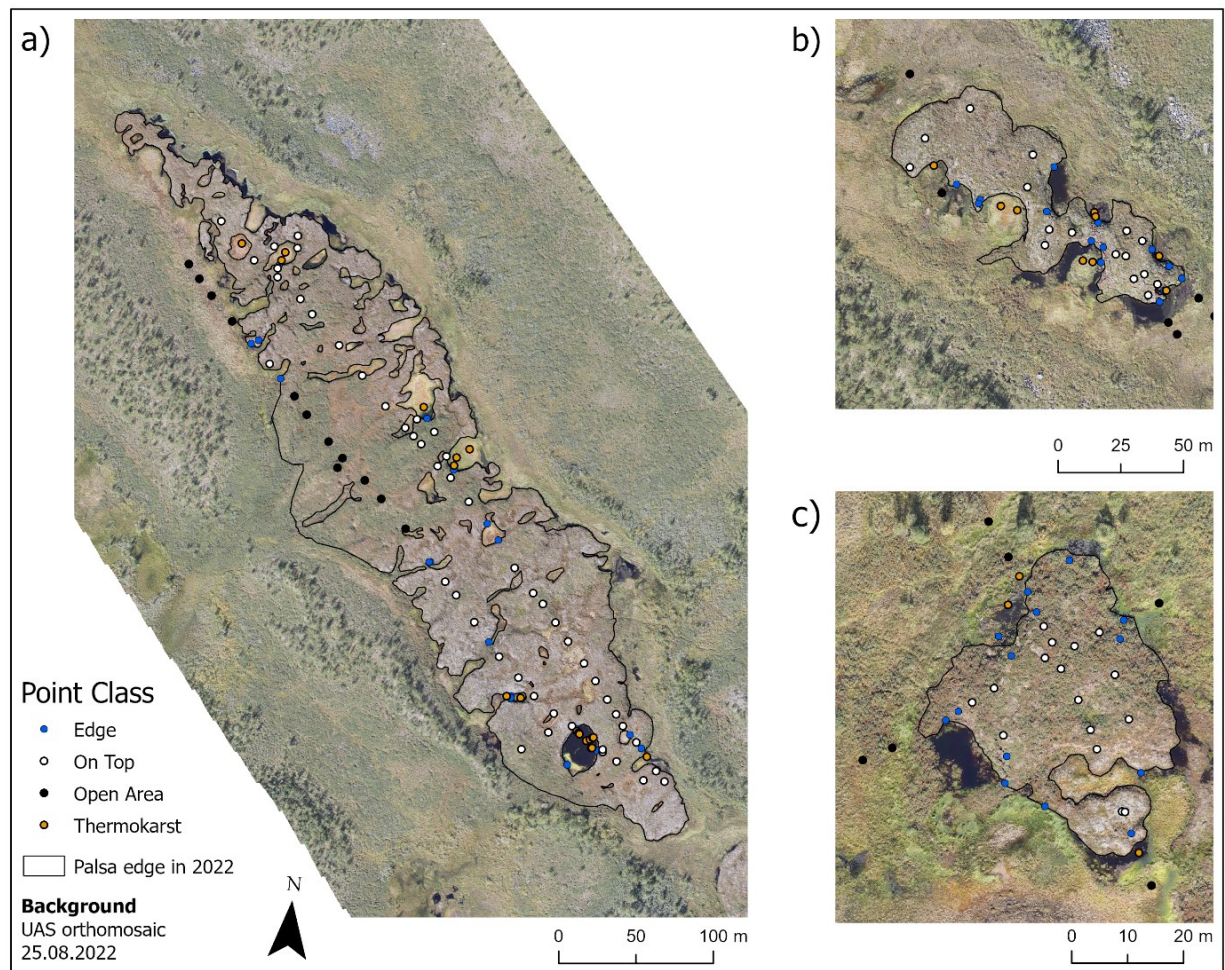 a)
Point Class
Edge
On Top
Open Area
Thermokarst
Palsa edge in 2022
Background
UAS orthomosaic
25.08.2022
N
0 50 100 m
b)
0 25 50 m
c)
0 10 20 m